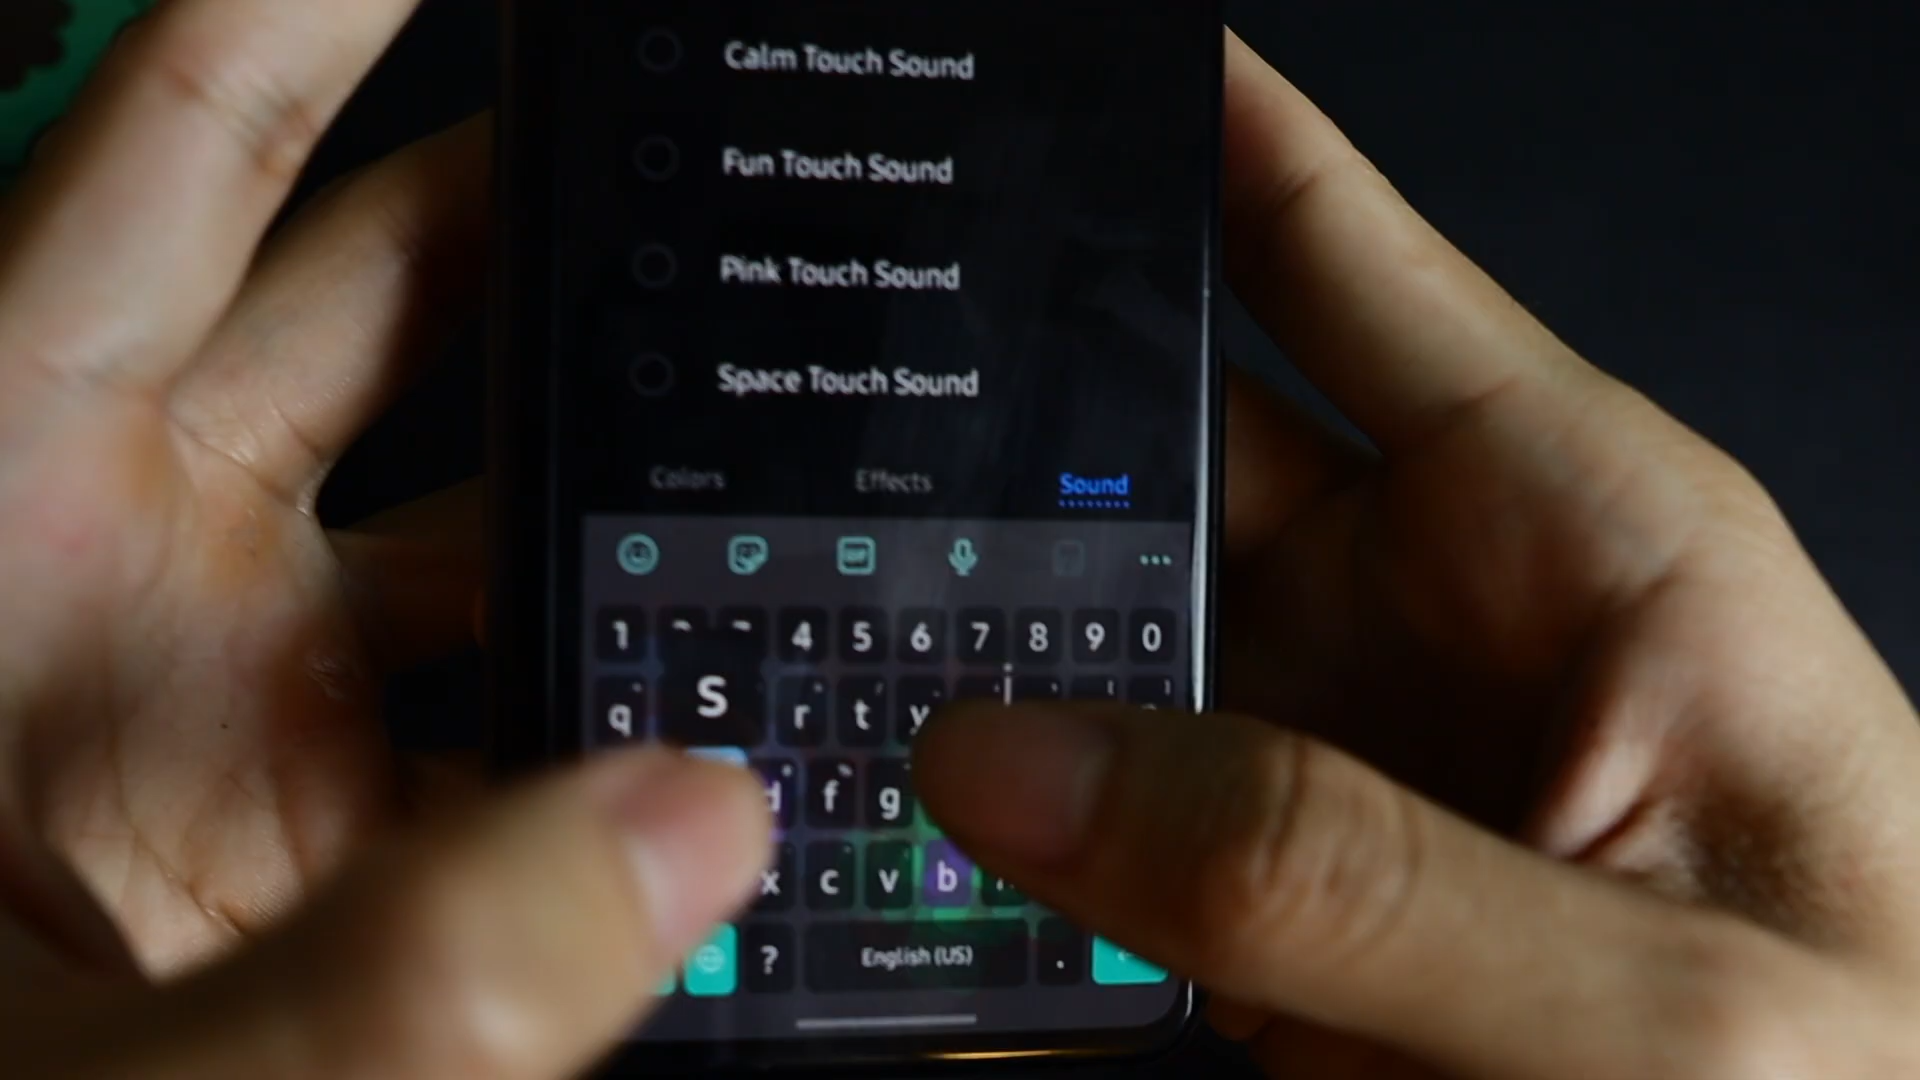 Calm Touch Sound
Fun Touch Sound
Pink Touch Sound
Space Touch Sound
Colors Effects Sound
GIF
1 4 5 6 7 8 9 0
q s r t y j
d f g
x c v b
? English (US) .